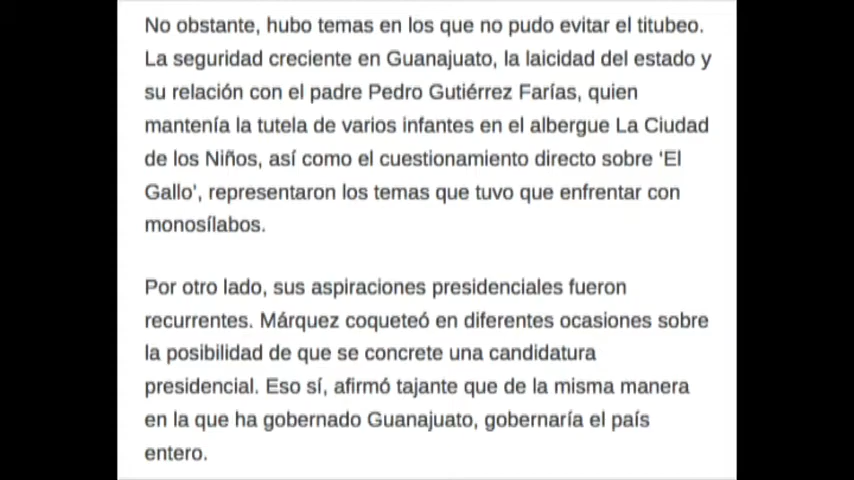 No obstante, hubo temas en los que no pudo evitar el titubeo.
La seguridad creciente en Guanajuato, la laicidad del estado y
su relación con el padre Pedro Gutiérrez Farías, quien
mantenía la tutela de varios infantes en el albergue La Ciudad
de los Niños, así como el cuestionamiento directo sobre ‘El
Gallo’, representaron los temas que tuvo que enfrentar con
monosílabos.
Por otro lado, sus aspiraciones presidenciales fueron
recurrentes. Márquez coqueteó en diferentes ocasiones sobre
la posibilidad de que se concrete una candidatura
presidencial. Eso sí, afirmó tajante que de la misma manera
en la que ha gobernado Guanajuato, gobernaría el país
entero.